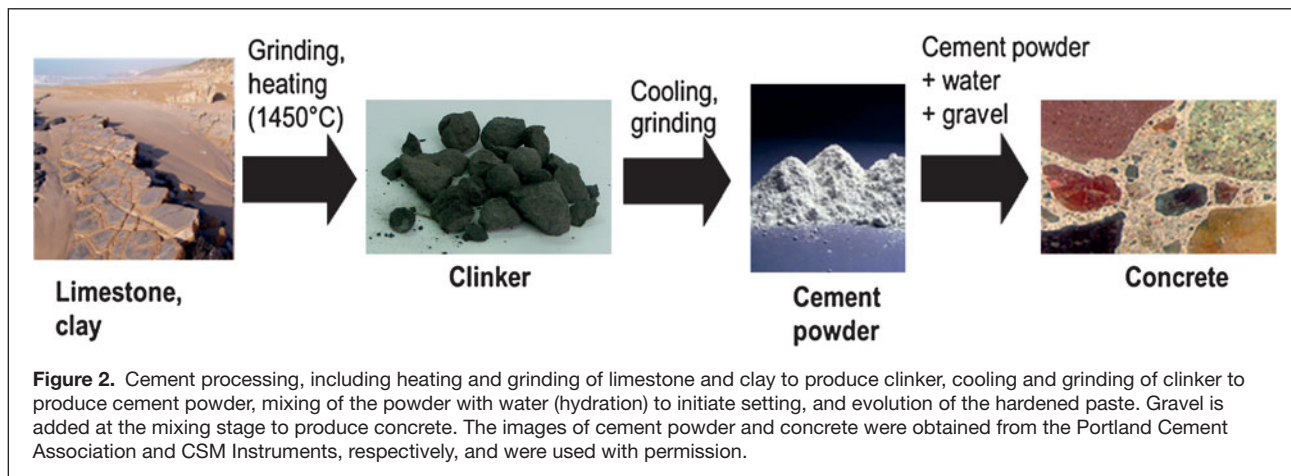 Grinding,
heating
(1450°C)
Cooling,
grinding
Cement powder
+ water
+ gravel
Limestone,
clay
Clinker
Cement
powder
Concrete
Figure 2. Cement processing, including heating and grinding of limestone and clay to produce clinker, cooling and grinding of clinker to
produce cement powder, mixing of the powder with water (hydration) to initiate setting, and evolution of the hardened paste. Gravel is
added at the mixing stage to produce concrete. The images of cement powder and concrete were obtained from the Portland Cement
Association and CSM Instruments, respectively, and were used with permission.